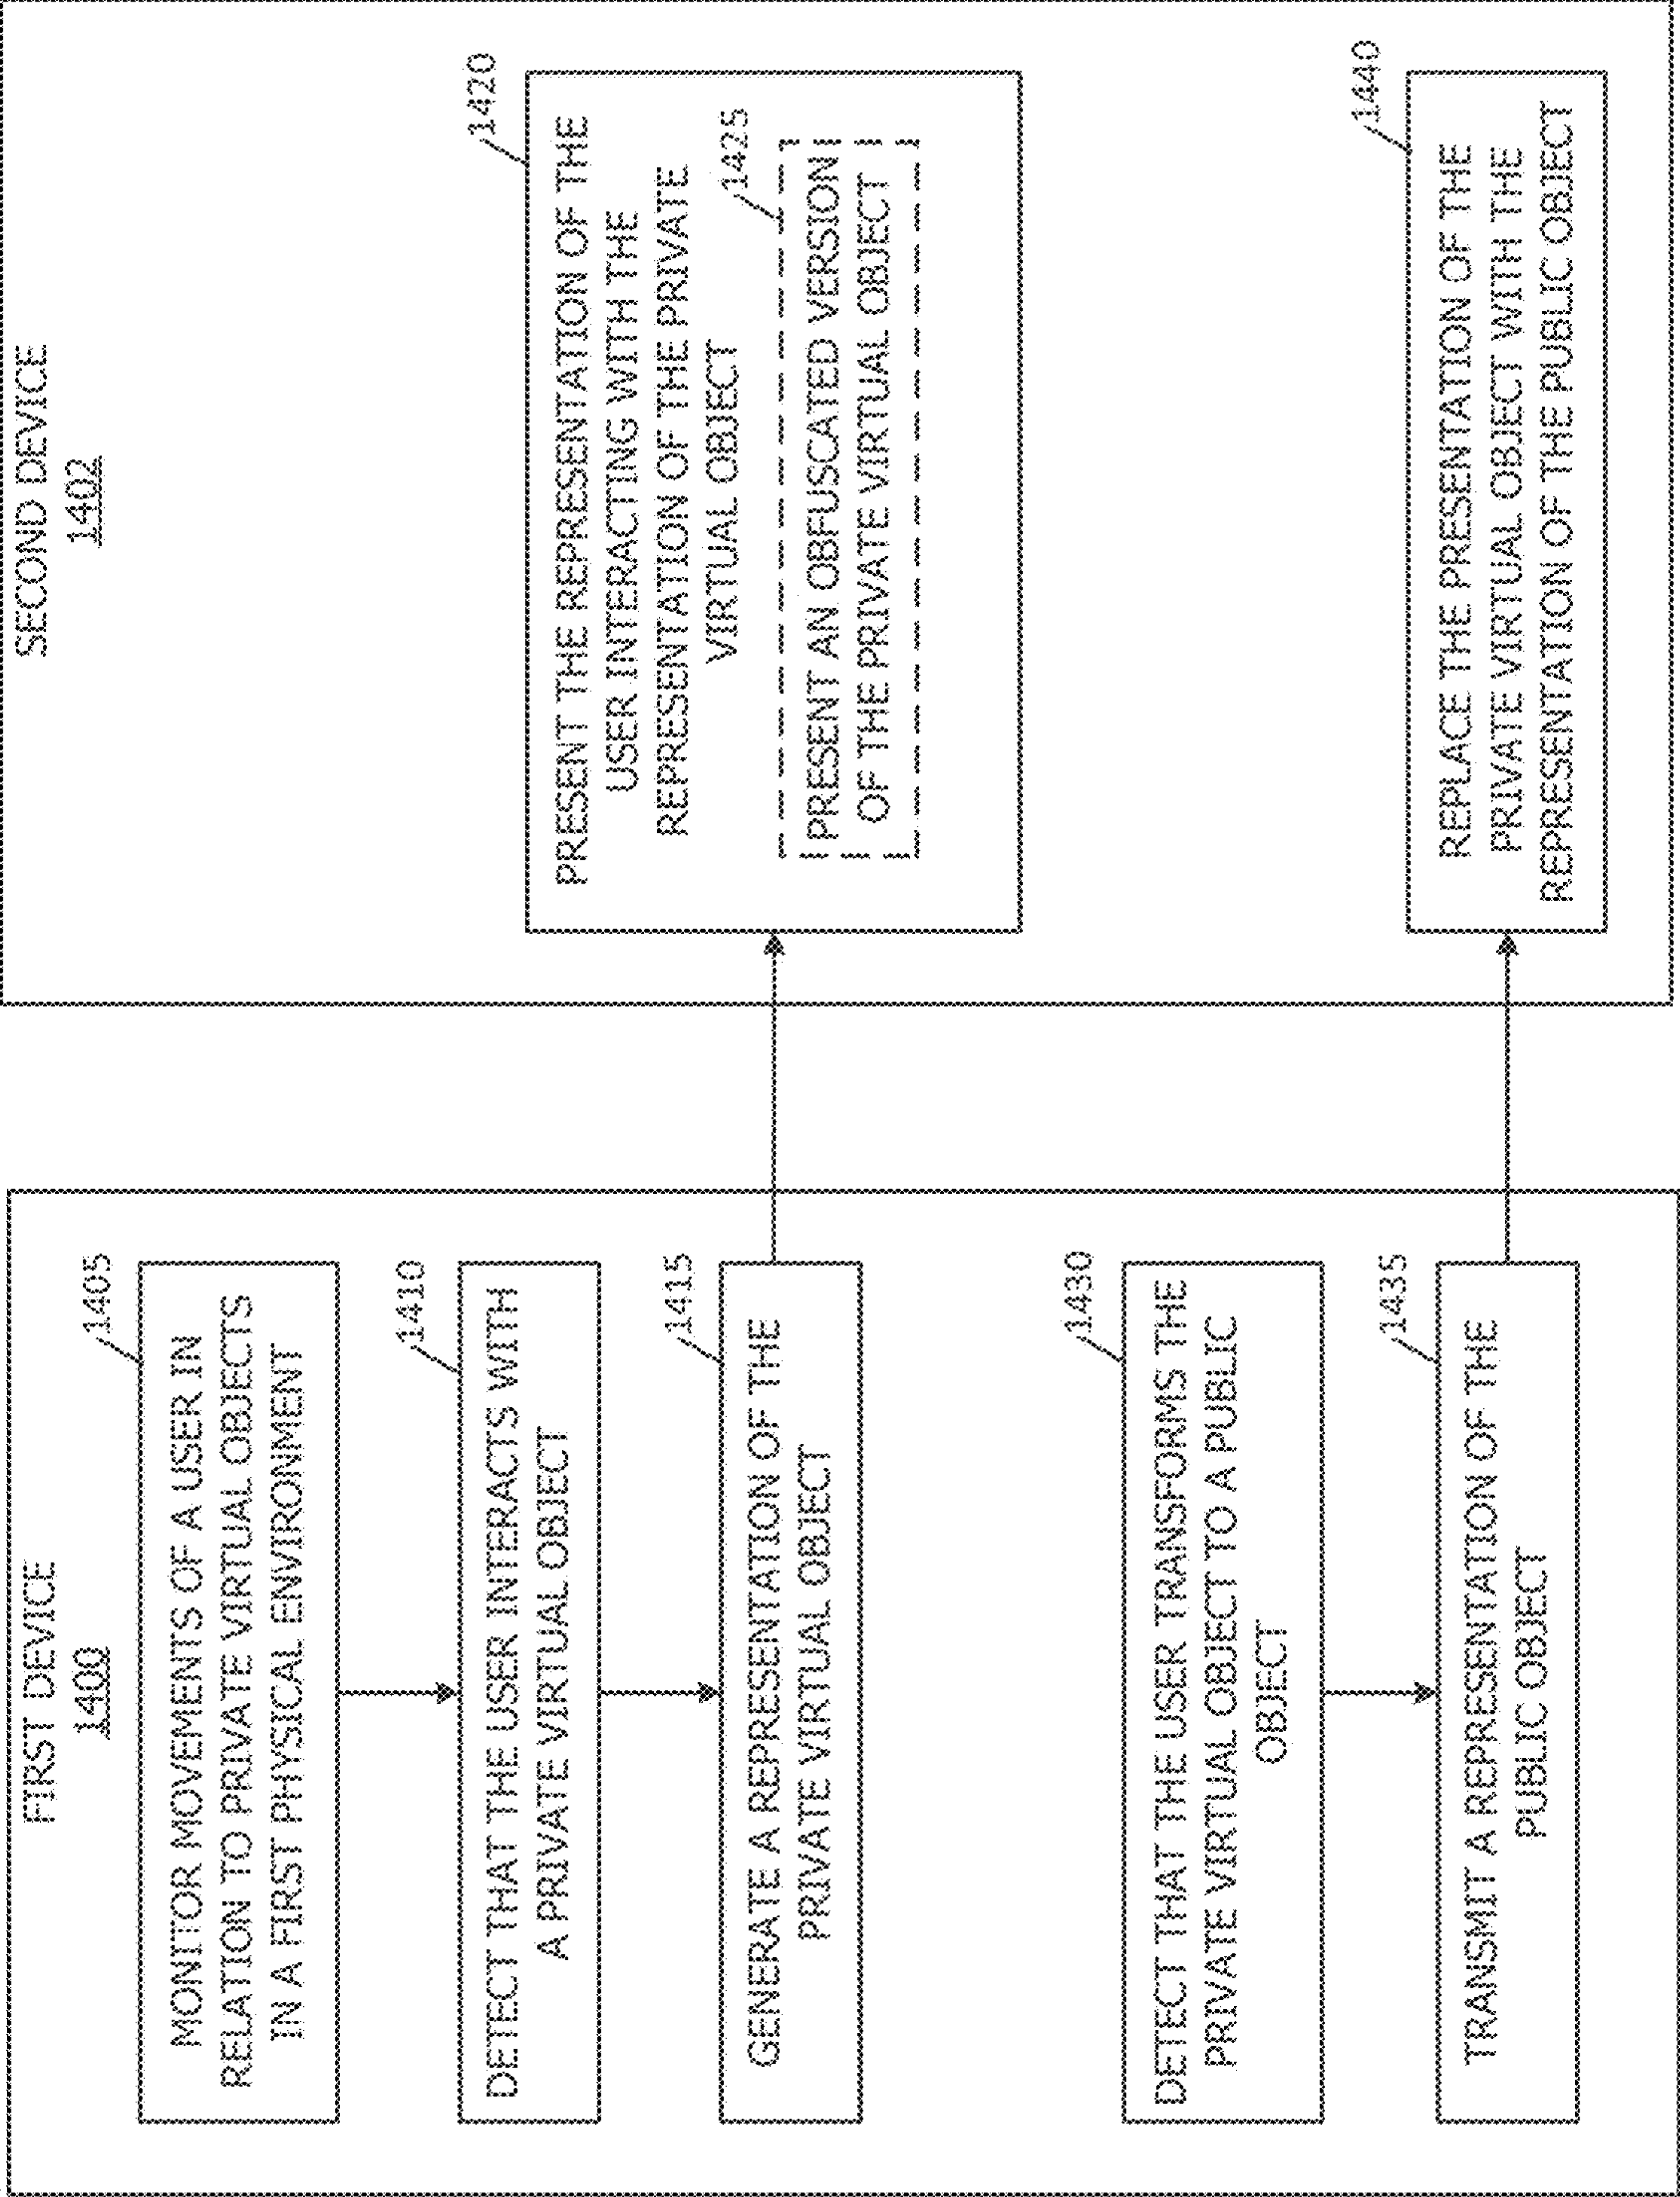 FIRST DEVICE
1400
1405
MONITOR MOVEMENTS OF A USER IN
RELATION TO PRIVATE VIRTUAL OBJECTS
IN A FIRST PHYSICAL ENVIRONMENT
1410
DETECT THAT THE USER INTERACTS WITH
A PRIVATE VIRTUAL OBJECT
1415
GENERATE A REPRESENTATION OF THE
PRIVATE VIRTUAL OBJECT
1430
DETECT THAT THE USER TRANSFORMS THE
PRIVATE VIRTUAL OBJECT TO A PUBLIC
OBJECT
1435
TRANSMIT A REPRESENTATION OF THE
PUBLIC OBJECT
SECOND DEVICE
1402
1420
PRESENT THE REPRESENTATION OF THE
USER INTERACTING WITH THE
REPRESENTATION OF THE PRIVATE
VIRTUAL OBJECT
1425
PRESENT AN OBFUSCATED VERSION
OF THE PRIVATE VIRTUAL OBJECT
1440
REPLACE THE PRESENTATION OF THE
PRIVATE VIRTUAL OBJECT WITH THE
REPRESENTATION OF THE PUBLIC OBJECT